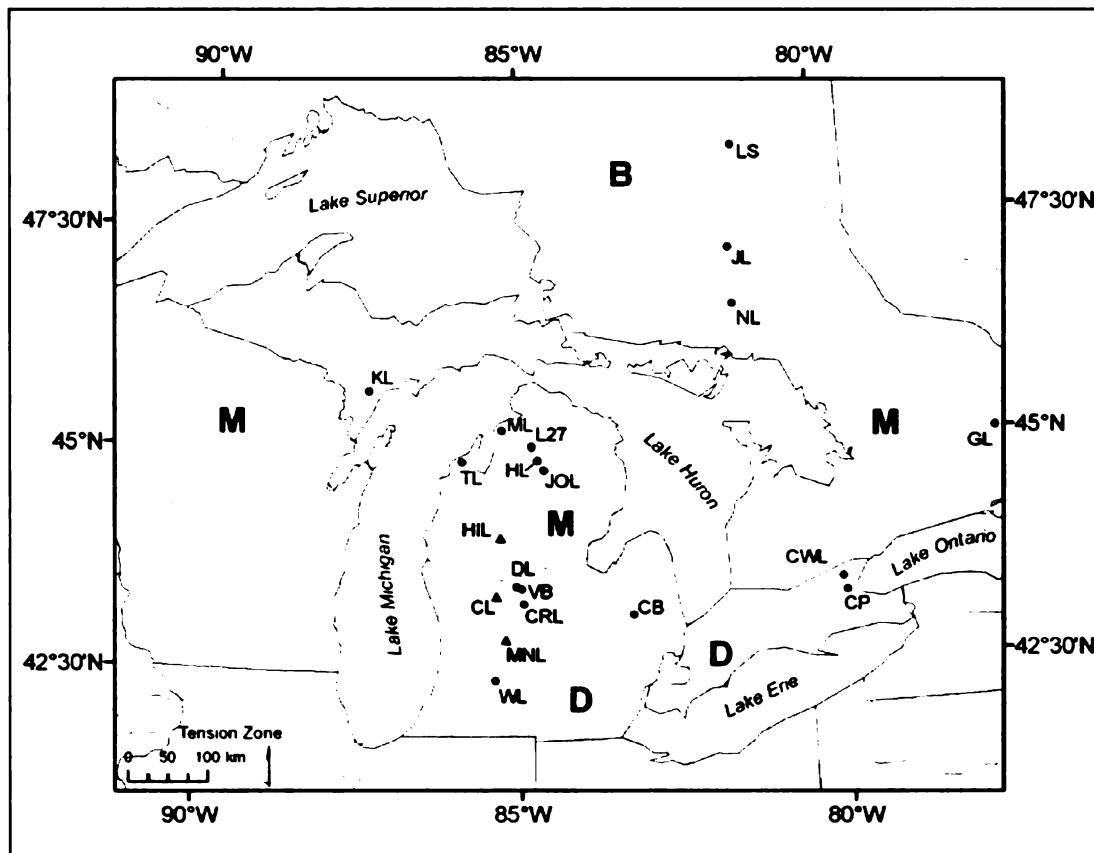 90°W 85°W 80°W
B
LS
Lake Superior
47°30'N 47°30'N
JL
NL
KL
M M
45°N 45°N
ML
L27
GL
HL
TL
JOL
Lake Huron
M
HIL
Lake Michigan
DL
VB
CL
CRL
CB
CWL
CP
Lake Ontario
MNL
D
42°30'N 42°30'N
WL
D
Lake Erie
Tension Zone
0 50 100 km
90°W 85°W 80°W